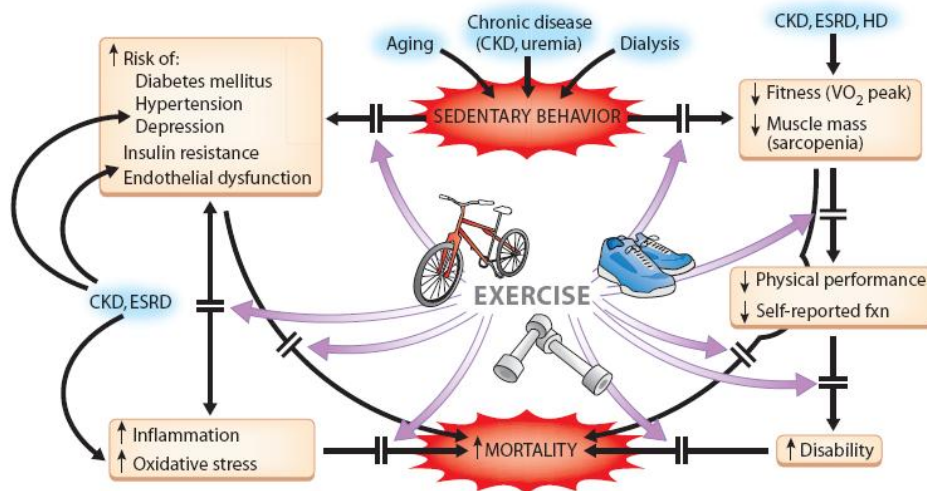 Aging
Chronic disease
(CKD, uremia)
Dialysis
CKD, ESRD, HD
↑ Risk of:
Diabetes mellitus
Hypertension
Depression
Insulin resistance
Endothelial dysfunction
SEDENTARY BEHAVIOR
↓ Fitness (VO₂ peak)
↓ Muscle mass
(sarcopenia)
CKD, ESRD
EXERCISE
↓ Physical performance
↓ Self-reported fxn
↑ Inflammation
↑ Oxidative stress
↑ MORTALITY
↑ Disability